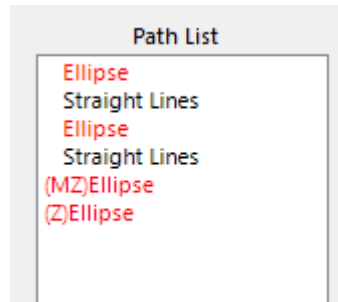 Path List
Ellipse
Straight Lines
Ellipse
Straight Lines
(MZ)Ellipse
(Z)Ellipse